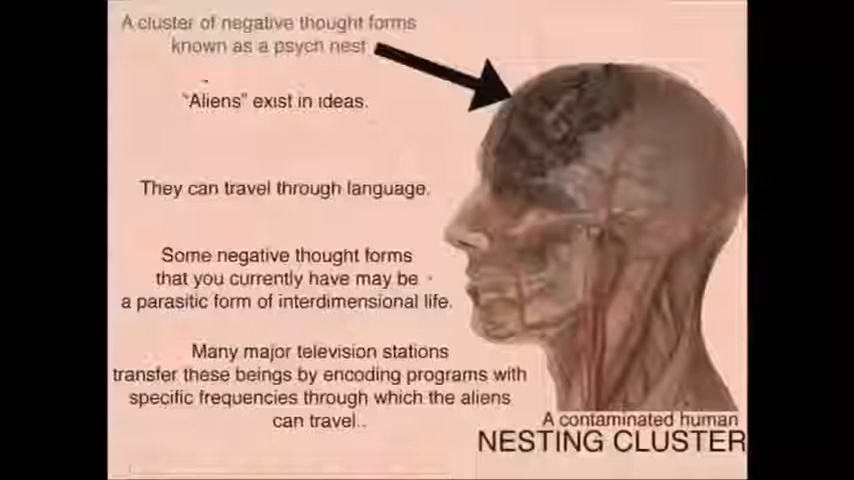 A cluster of negative thought forms
known as a psych nest
"Aliens" exist in ideas.
They can travel through language.
Some negative thought forms
that you currently have may be
a parasitic form of interdimensional life.
Many major television stations
transfer these beings by encoding programs with
specific frequencies through which the aliens
can travel..
A contaminated human
NESTING CLUSTER